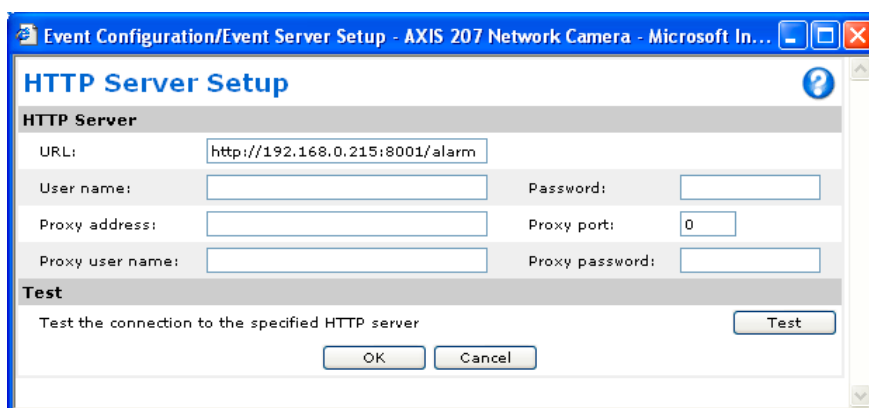 Event Configuration/Event Server Setup - AXIS 207 Network Camera - Microsoft In...
HTTP Server Setup
?
HTTP Server
URL: http://192.168.0.215:8001/alarm
User name: Password:
Proxy address: Proxy port: 0
Proxy user name: Proxy password:
Test
Test the connection to the specified HTTP server Test
OK Cancel